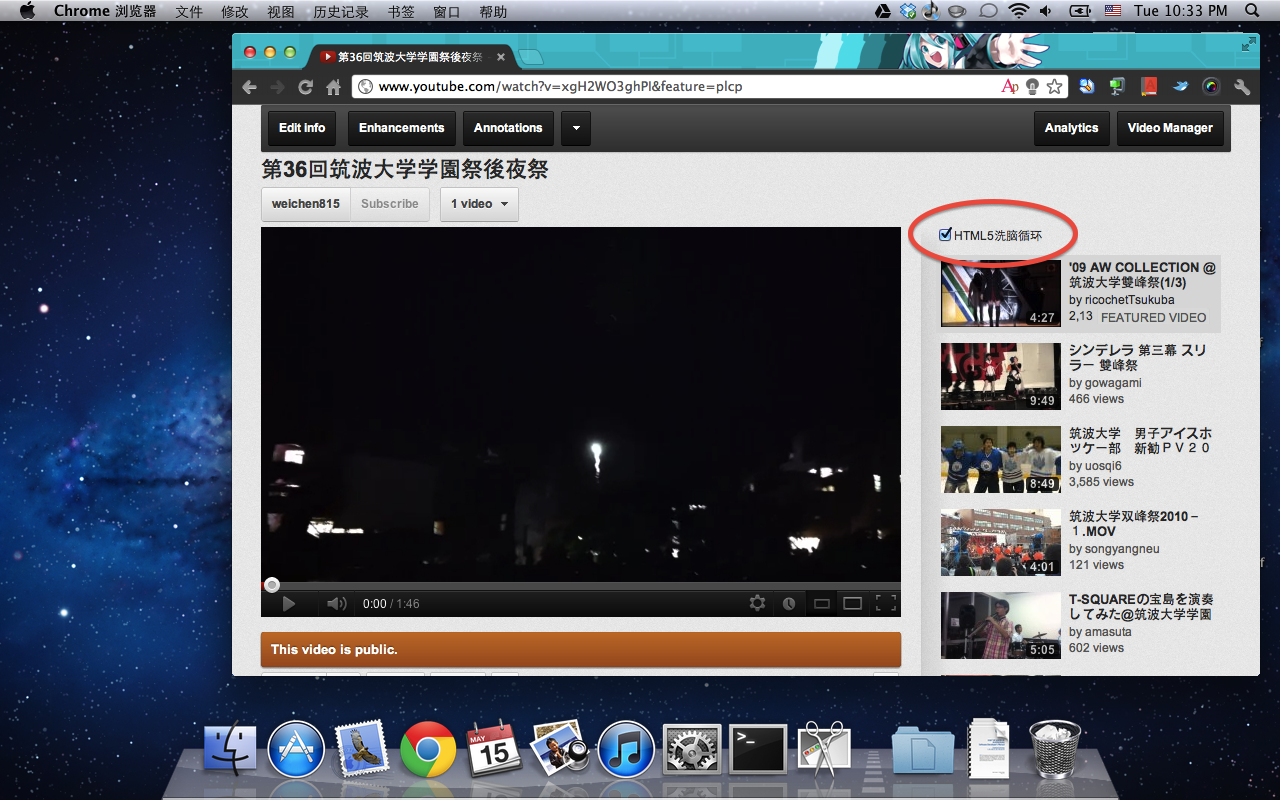 Chrome 浏览器 文件 修改 视图 历史记录 书签 窗口 帮助 Tue 10:33 PM
第36回筑波大学学園祭後夜祭
www.youtube.com/watch?v=xgH2WO3ghPI&feature=plcp
Edit info Enhancements Annotations Analytics Video Manager
第36回筑波大学学園祭後夜祭
weichen815 Subscribe 1 video
HTML5洗脑循环
'09 AW COLLECTION @
筑波大学雙峰祭(1/3)
by ricochetTsukuba
2,13 FEATURED VIDEO
4:27
シンデレラ 第三幕 スリ
ラー 雙峰祭
by gowagami
466 views
9:49
筑波大学 男子アイスホ
ッケー部 新勧ＰＶ２０
by uosqi6
3,585 views
8:49
筑波大学双峰祭2010－
１.MOV
by songyangneu
121 views
4:01
T-SQUAREの宝島を演奏
してみた@筑波大学学園
by amasuta
602 views
5:05
0:00 / 1:46
This video is public.
MAY
15
>_